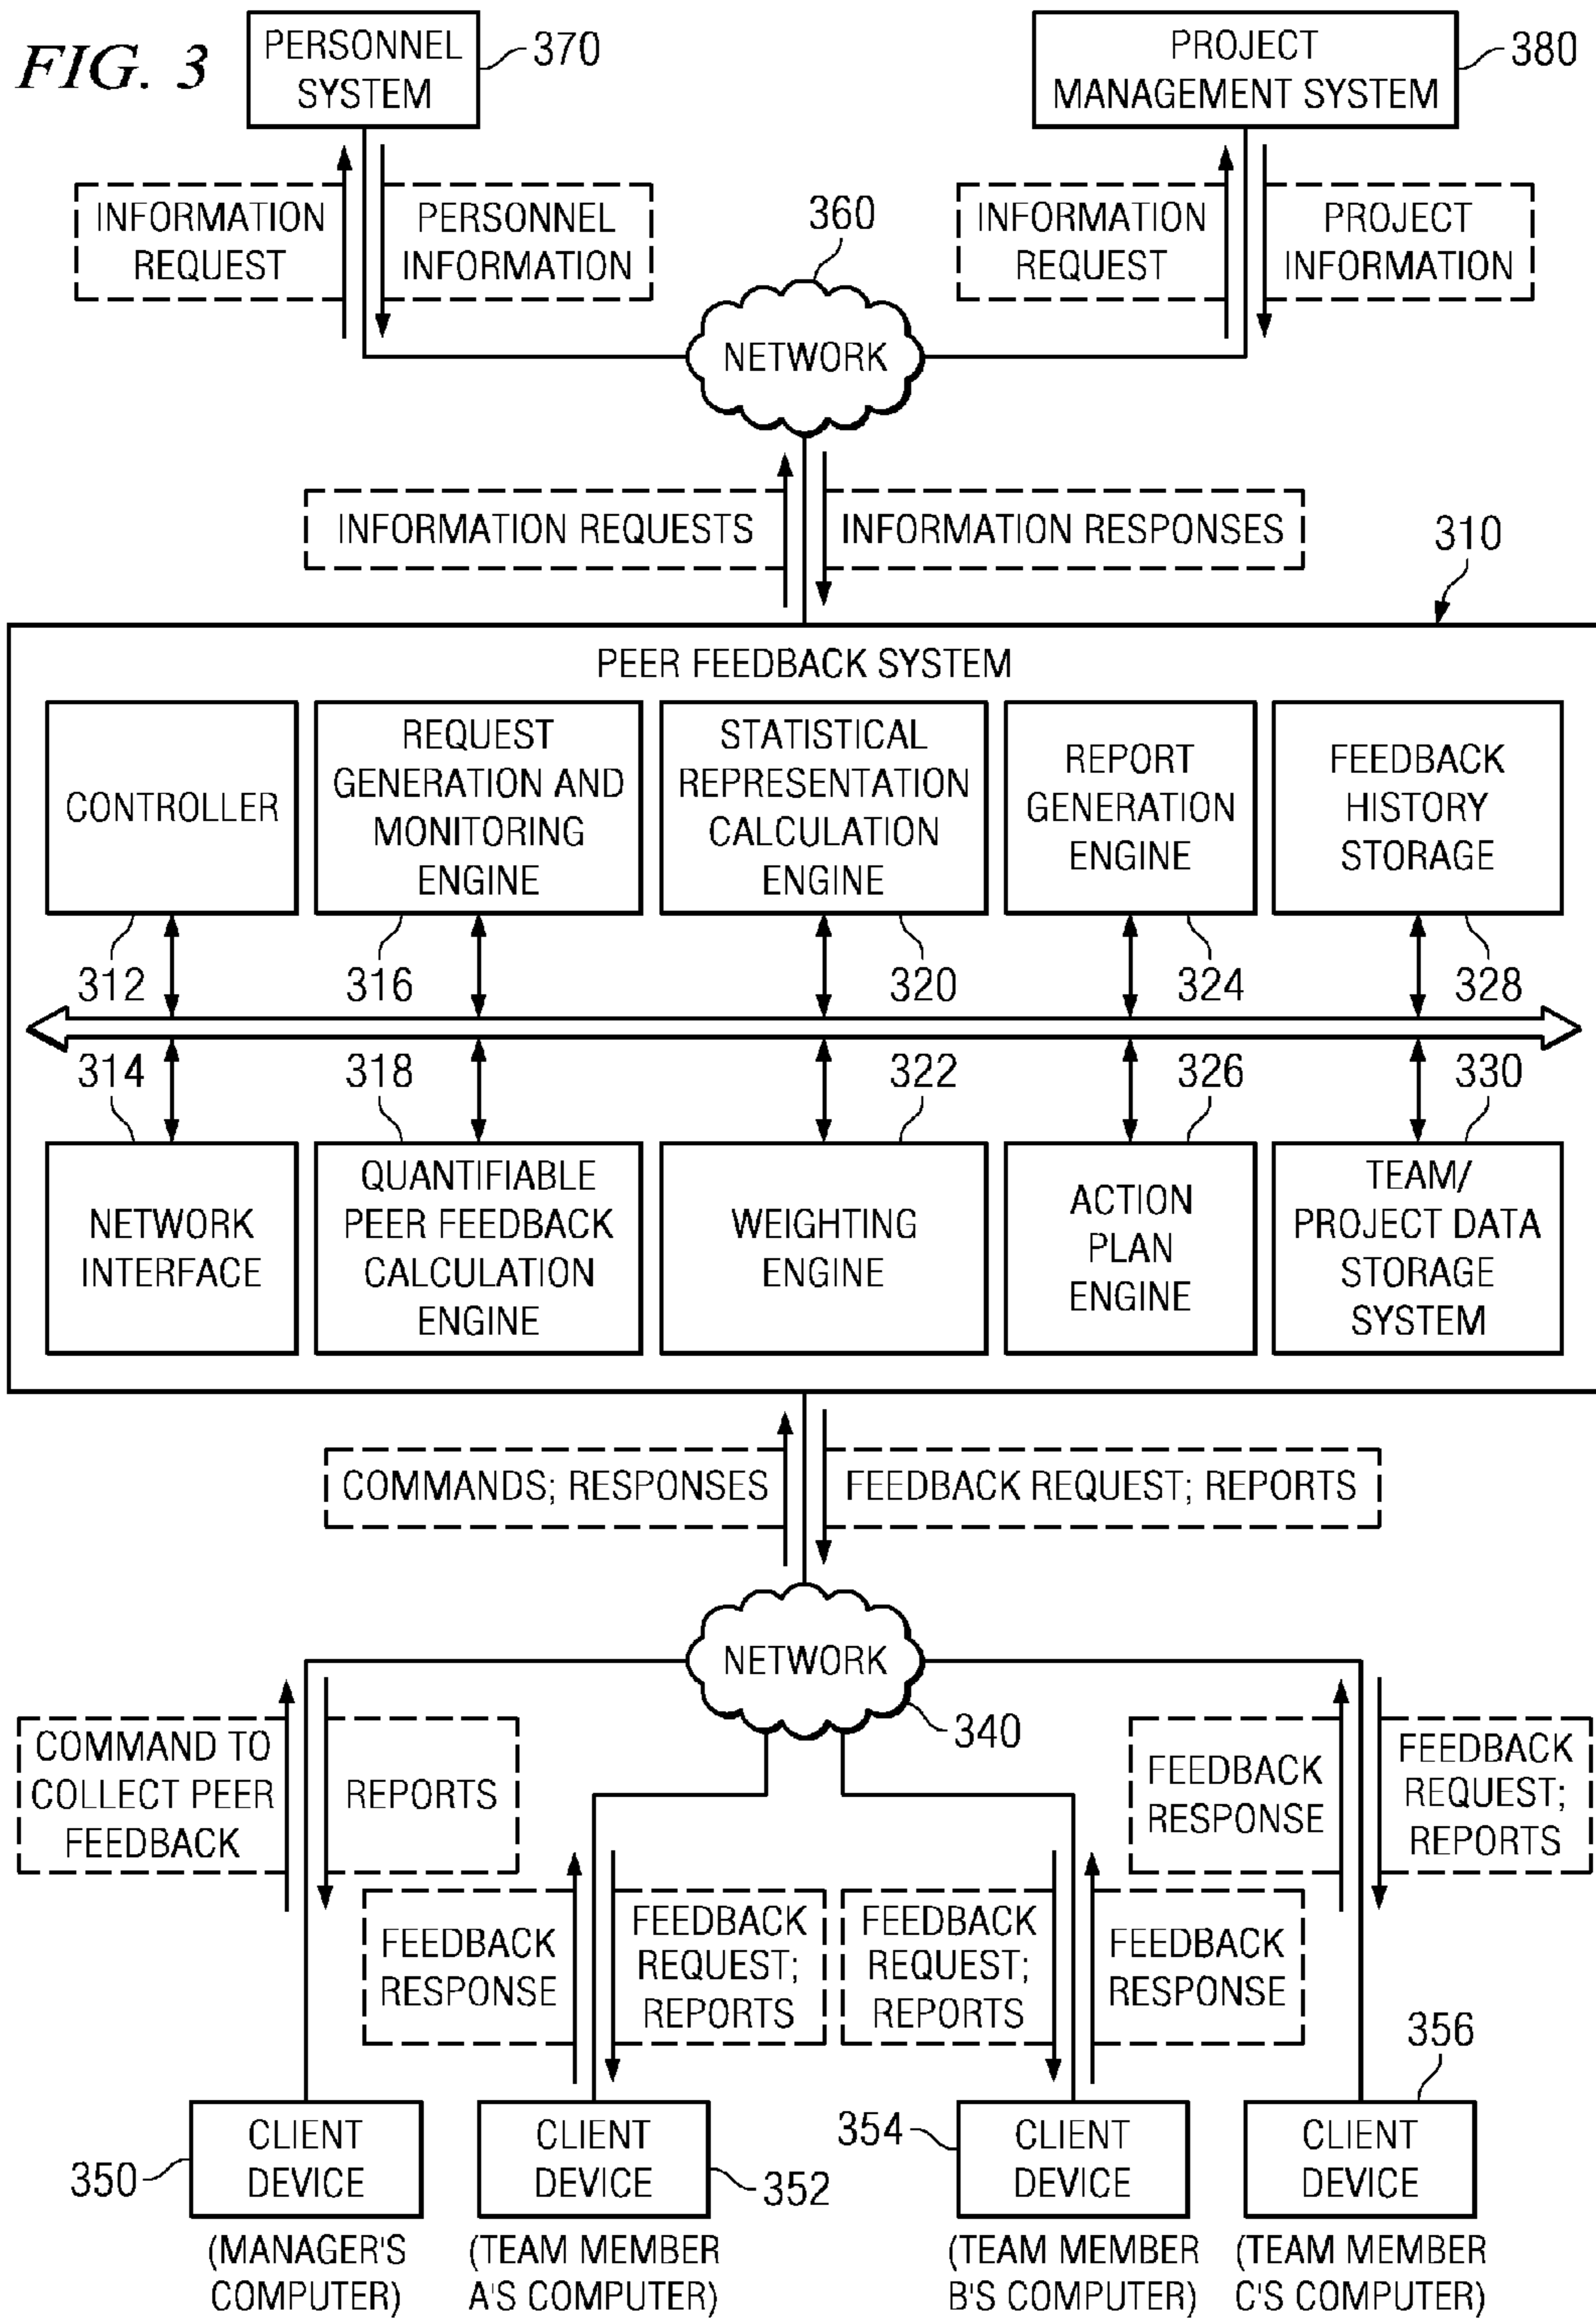 FIG. 3
PERSONNEL
SYSTEM
370
PROJECT
MANAGEMENT SYSTEM
380
INFORMATION
REQUEST
PERSONNEL
INFORMATION
360
INFORMATION
REQUEST
PROJECT
INFORMATION
NETWORK
INFORMATION REQUESTS
INFORMATION RESPONSES
310
PEER FEEDBACK SYSTEM
CONTROLLER
REQUEST
GENERATION AND
MONITORING
ENGINE
STATISTICAL
REPRESENTATION
CALCULATION
ENGINE
REPORT
GENERATION
ENGINE
FEEDBACK
HISTORY
STORAGE
312
316
320
324
328
314
318
322
326
330
NETWORK
INTERFACE
QUANTIFIABLE
PEER FEEDBACK
CALCULATION
ENGINE
WEIGHTING
ENGINE
ACTION
PLAN
ENGINE
TEAM/
PROJECT DATA
STORAGE
SYSTEM
COMMANDS; RESPONSES
FEEDBACK REQUEST; REPORTS
NETWORK
340
COMMAND TO
COLLECT PEER
FEEDBACK
REPORTS
FEEDBACK
RESPONSE
FEEDBACK
REQUEST;
REPORTS
FEEDBACK
RESPONSE
FEEDBACK
REQUEST;
REPORTS
FEEDBACK
REQUEST;
REPORTS
FEEDBACK
RESPONSE
350
CLIENT
DEVICE
(MANAGER'S
COMPUTER)
CLIENT
DEVICE
352
(TEAM MEMBER
A'S COMPUTER)
354
CLIENT
DEVICE
(TEAM MEMBER
B'S COMPUTER)
356
CLIENT
DEVICE
(TEAM MEMBER
C'S COMPUTER)